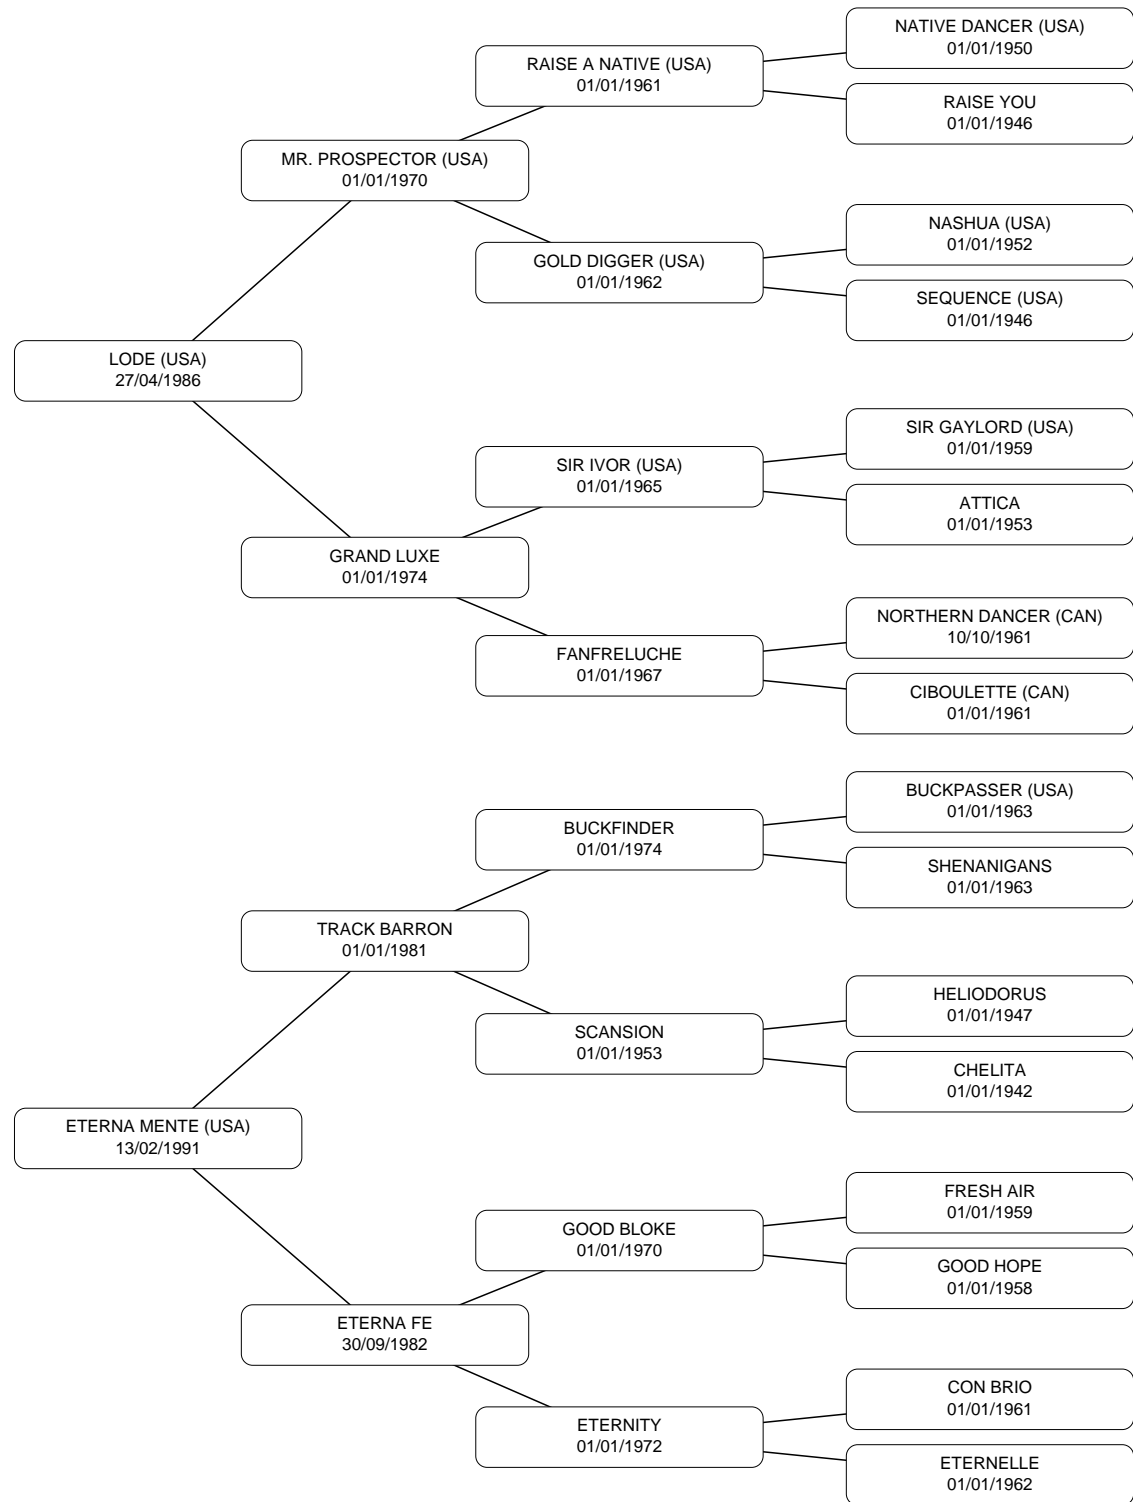 NATIVE DANCER (USA)
01/01/1950
RAISE A NATIVE (USA)
01/01/1961
RAISE YOU
01/01/1946
MR. PROSPECTOR (USA)
01/01/1970
NASHUA (USA)
01/01/1952
GOLD DIGGER (USA)
01/01/1962
SEQUENCE (USA)
01/01/1946
LODE (USA)
27/04/1986
SIR GAYLORD (USA)
01/01/1959
SIR IVOR (USA)
01/01/1965
ATTICA
01/01/1953
GRAND LUXE
01/01/1974
NORTHERN DANCER (CAN)
10/10/1961
FANFRELUCHE
01/01/1967
CIBOULETTE (CAN)
01/01/1961
BUCKPASSER (USA)
01/01/1963
BUCKFINDER
01/01/1974
SHENANIGANS
01/01/1963
TRACK BARRON
01/01/1981
HELIODORUS
01/01/1947
SCANSION
01/01/1953
CHELITA
01/01/1942
ETERNA MENTE (USA)
13/02/1991
FRESH AIR
01/01/1959
GOOD BLOKE
01/01/1970
GOOD HOPE
01/01/1958
ETERNA FE
30/09/1982
CON BRIO
01/01/1961
ETERNITY
01/01/1972
ETERNELLE
01/01/1962